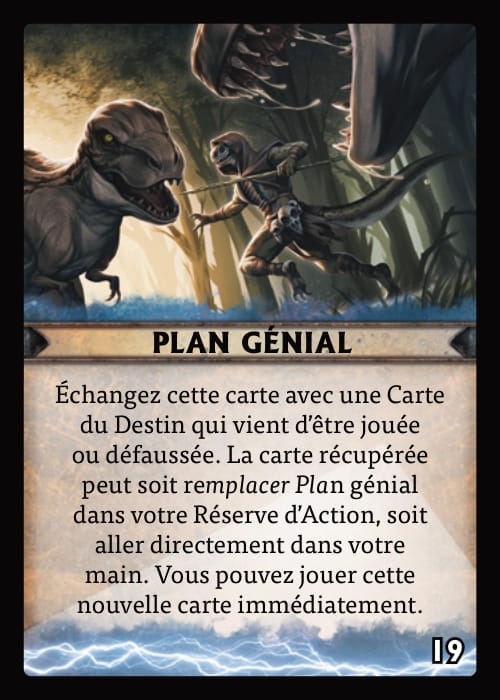 PLAN GÉNIAL
Échangez cette carte avec une Carte
du Destin qui vient d'être jouée
ou défaussée. La carte récupérée
peut soit remplacer Plan génial
dans votre Réserve d'Action, soit
aller directement dans votre
main. Vous pouvez jouer cette
nouvelle carte immédiatement.
19